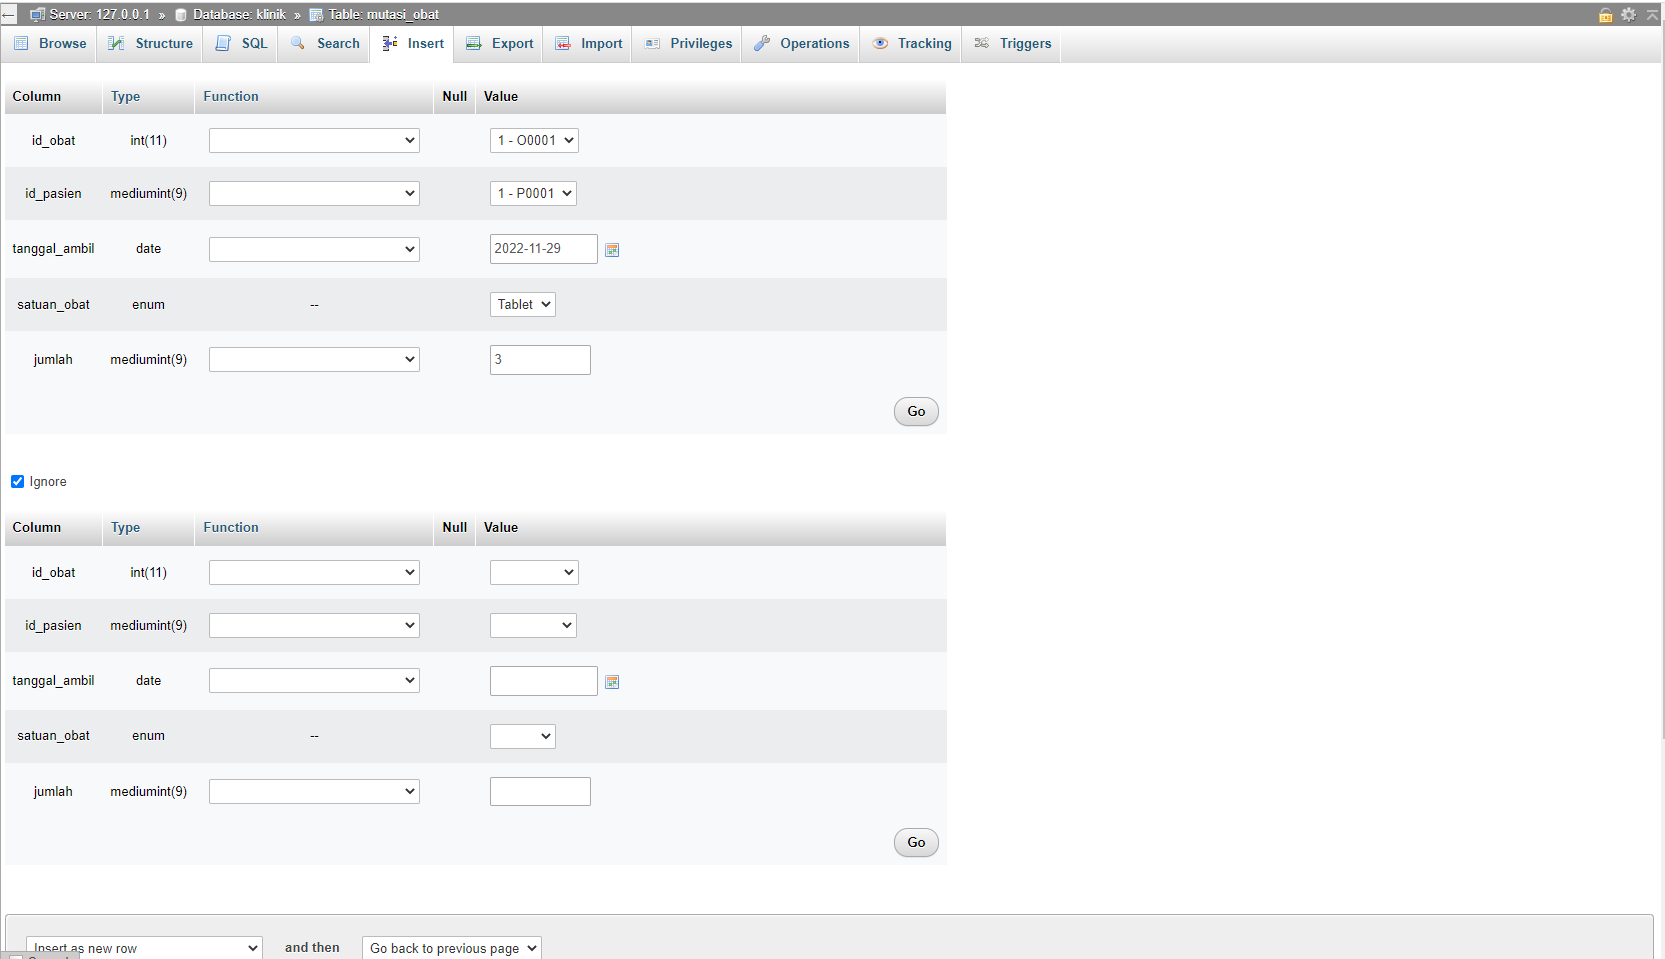 Server: 127.0.0.1 » Database: klinik » Table: mutasi_obat
Browse Structure SQL Search Insert Export Import Privileges Operations Tracking Triggers
Column Type Function Null Value
id_obat int(11) 1 - O0001
id_pasien mediumint(9) 1 - P0001
tanggal_ambil date 2022-11-29
satuan_obat enum -- Tablet
jumlah mediumint(9) 3
Go
Ignore
Column Type Function Null Value
id_obat int(11)
id_pasien mediumint(9)
tanggal_ambil date
satuan_obat enum --
jumlah mediumint(9)
Go
Insert as new row and then Go back to previous page